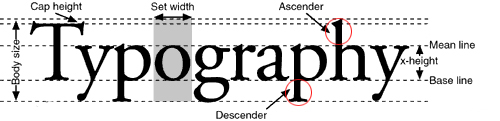 Cap height
Set width
Ascender
Body size
Typography
Mean line
x-height
Base line
Descender